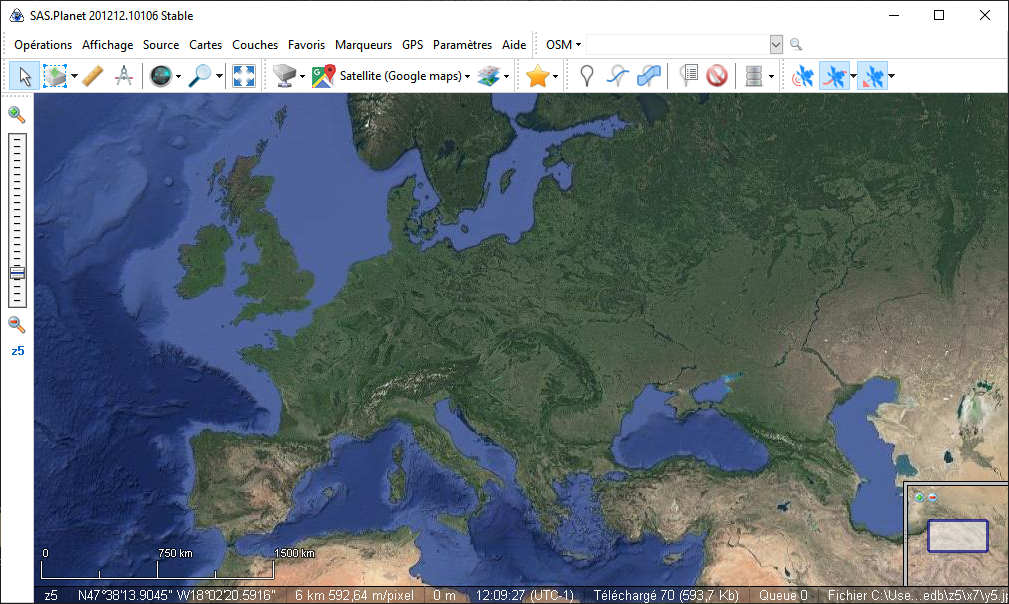 SAS.Planet 201212.10106 Stable
Opérations Affichage Source Cartes Couches Favoris Marqueurs GPS Paramètres Aide OSM
Satellite (Google maps)
z5
0 750 km 1500 km
z5 N47°38'13.9045" W18°02'20.5916" 6 km 592,64 m/pixel 0 m 12:09:27 (UTC-1) Téléchargé 70 (593,7 Kb) Queue 0 Fichier C:\Use...edb\z5\x7\y5.jp